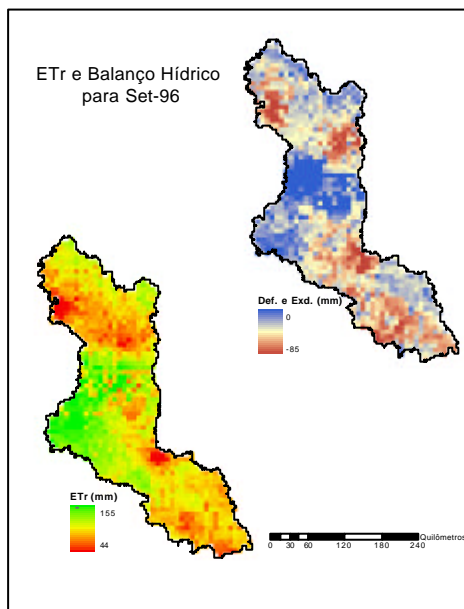 ETr e Balanço Hídrico
para Set-96
Def. e Exd. (mm)
0
-85
ETr (mm)
155
44
Quilômetros
0 30 60 120 180 240